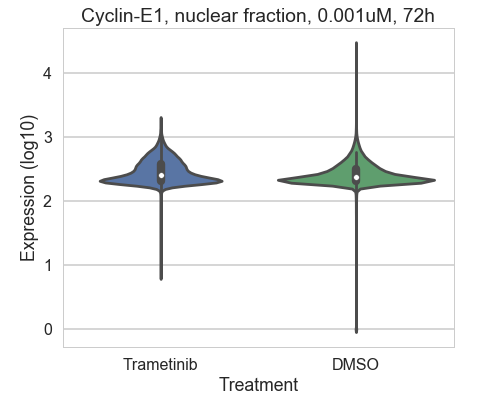 Cyclin-E1, nuclear fraction, 0.001uM, 72h
Expression (log10)
4
3
2
1
0
Trametinib DMSO
Treatment